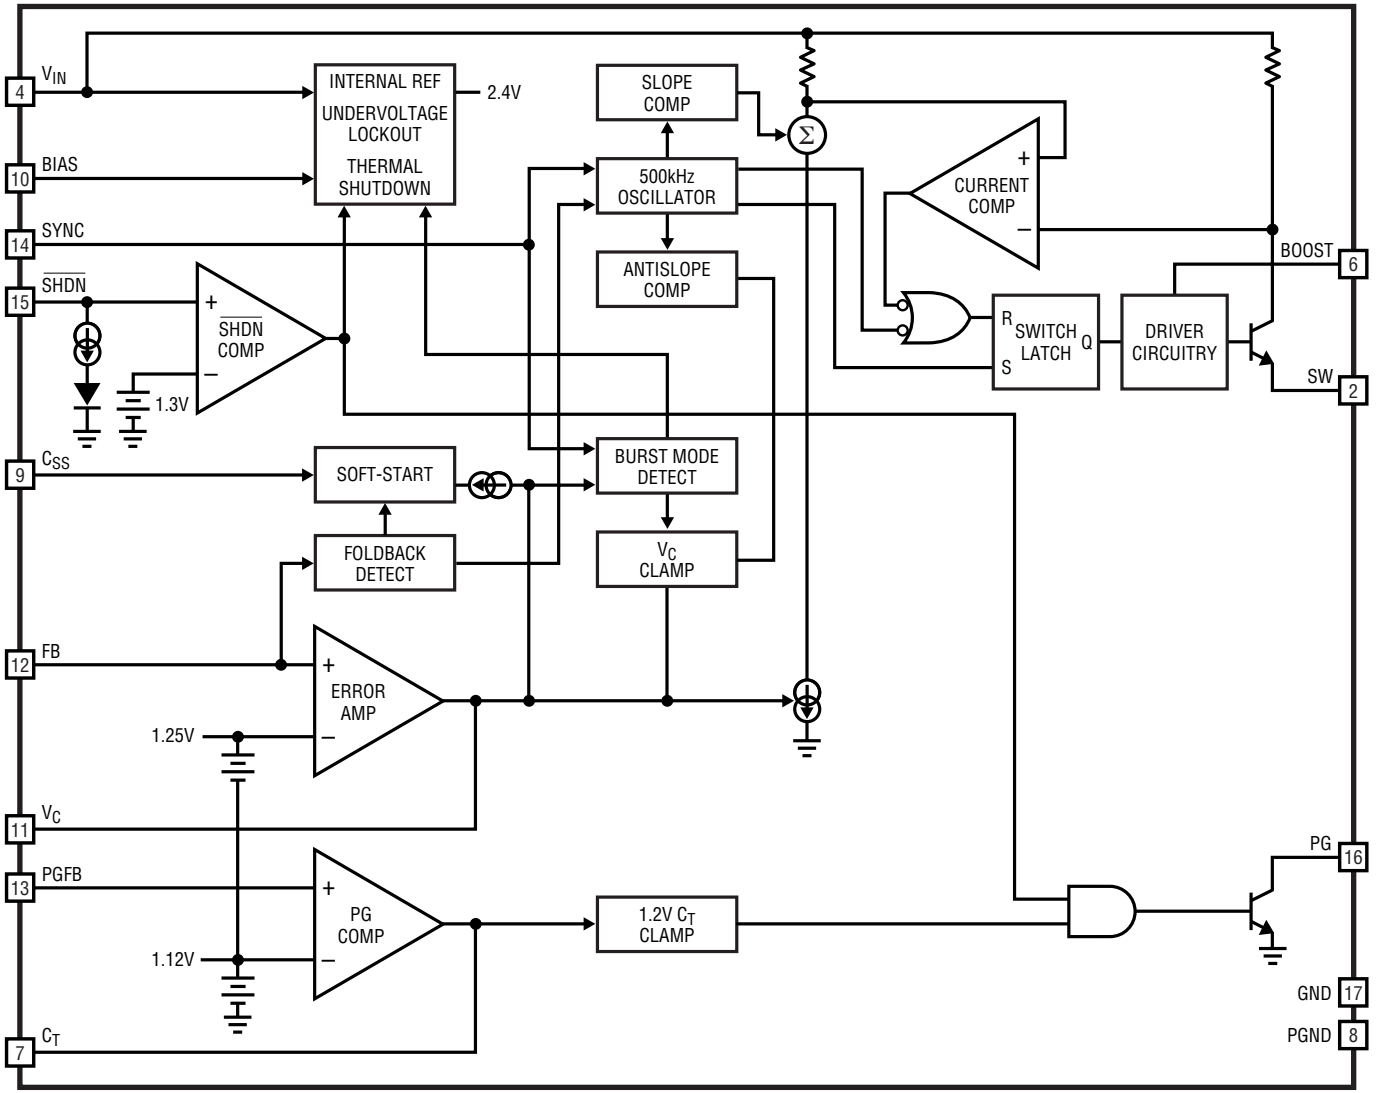 VIN
4
BIAS
10
SYNC
14
SHDN
15
CSS
9
FB
12
VC
11
PGFB
13
CT
7
INTERNAL REF
UNDERVOLTAGE
LOCKOUT
THERMAL
SHUTDOWN
2.4V
+
SHDN
COMP
–
1.3V
SOFT-START
FOLDBACK
DETECT
+
ERROR
AMP
–
1.25V
+
PG
COMP
–
1.12V
SLOPE
COMP
Σ
500kHz
OSCILLATOR
ANTISLOPE
COMP
BURST MODE
DETECT
VC
CLAMP
1.2V CT
CLAMP
+
CURRENT
COMP
–
R
SWITCH
LATCH
Q
S
DRIVER
CIRCUITRY
BOOST
6
SW
2
PG
16
GND
17
PGND
8